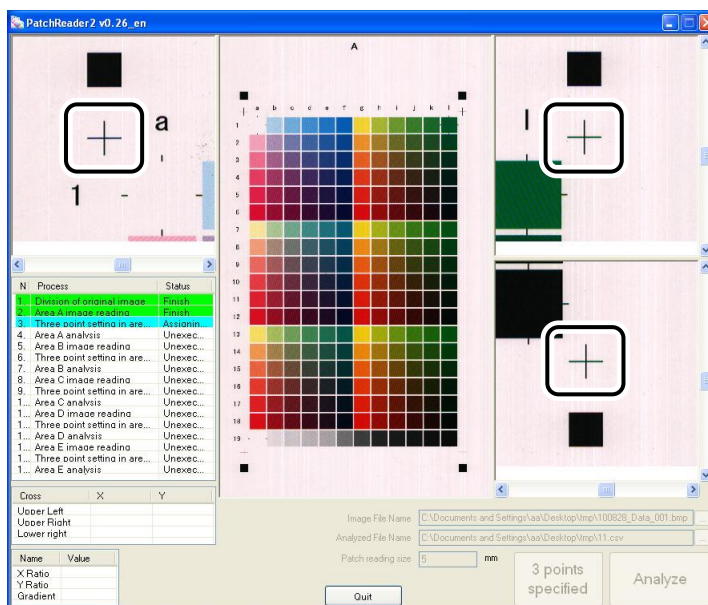 PatchReader2 v0.26_en
A
a b c d e f g h i j k l
1
2
3
4
5
6
7
8
9
10
11
12
13
14
15
16
17
18
19
a
1
l
N Process Status
1. Division of original image Finish
2. Area A image reading Finish
3. Three point setting in are... Assignin...
4. Area A analysis Unexec...
5. Area B image reading Unexec...
6. Three point setting in are... Unexec...
7. Area B analysis Unexec...
8. Area C image reading Unexec...
9. Three point setting in are... Unexec...
1... Area C analysis Unexec...
1... Area D image reading Unexec...
1... Three point setting in are... Unexec...
1... Area D analysis Unexec...
1... Area E image reading Unexec...
1... Three point setting in are... Unexec...
1... Area E analysis Unexec...
Cross X Y
Upper Left
Upper Right
Lower right
Name Value
X Ratio
Y Ratio
Gradient
Image File Name C:\Documents and Settings\aa\Desktop\tmp\100828_Data_001.bmp ...
Analyzed File Name C:\Documents and Settings\aa\Desktop\tmp\11.csv ...
Patch reading size 5 mm
3 points
specified
Analyze
Quit